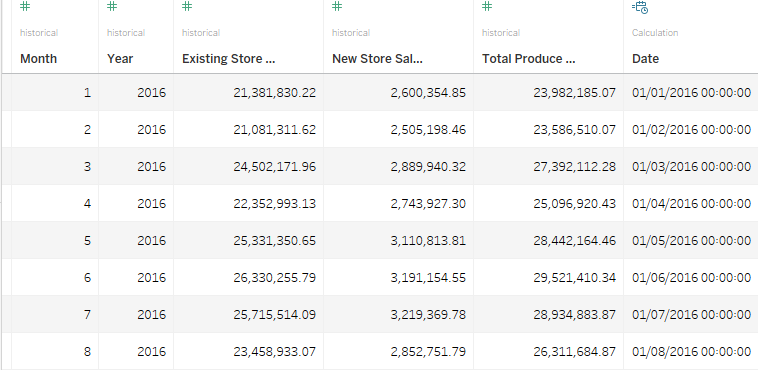 # # # # #
historical historical historical historical historical Calculation
Month Year Existing Store ... New Store Sal... Total Produce ... Date
1 2016 21,381,830.22 2,600,354.85 23,982,185.07 01/01/2016 00:00:00
2 2016 21,081,311.62 2,505,198.46 23,586,510.07 01/02/2016 00:00:00
3 2016 24,502,171.96 2,889,940.32 27,392,112.28 01/03/2016 00:00:00
4 2016 22,352,993.13 2,743,927.30 25,096,920.43 01/04/2016 00:00:00
5 2016 25,331,350.65 3,110,813.81 28,442,164.46 01/05/2016 00:00:00
6 2016 26,330,255.79 3,191,154.55 29,521,410.34 01/06/2016 00:00:00
7 2016 25,715,514.09 3,219,369.78 28,934,883.87 01/07/2016 00:00:00
8 2016 23,458,933.07 2,852,751.79 26,311,684.87 01/08/2016 00:00:00